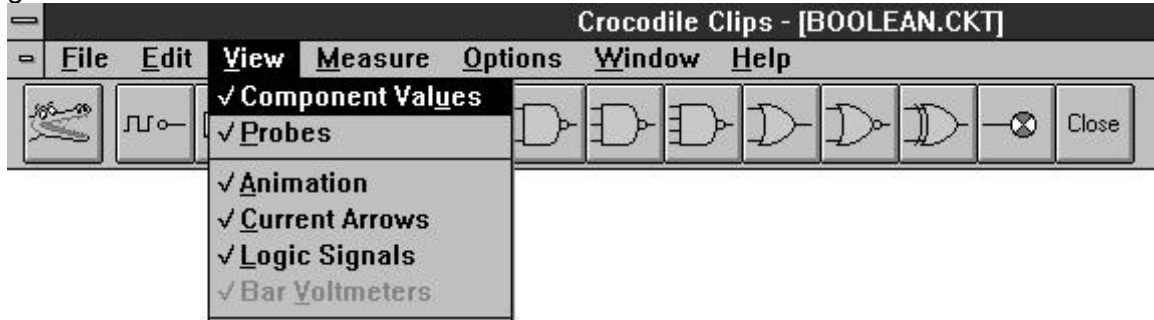 Crocodile Clips - [BOOLEAN.CKT]
File Edit View Measure Options Window Help
Close
√ Component Values
√ Probes
√ Animation
√ Current Arrows
√ Logic Signals
√ Bar Voltmeters